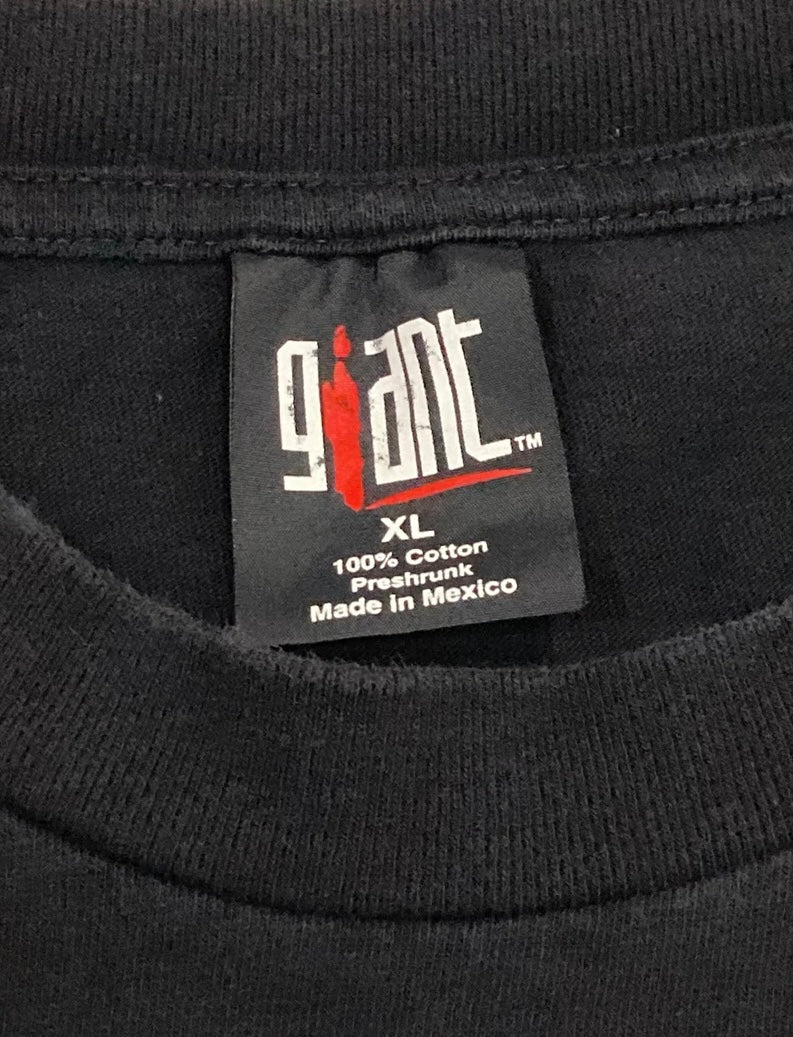 giant™
XL
100% Cotton
Preshrunk
Made in Mexico